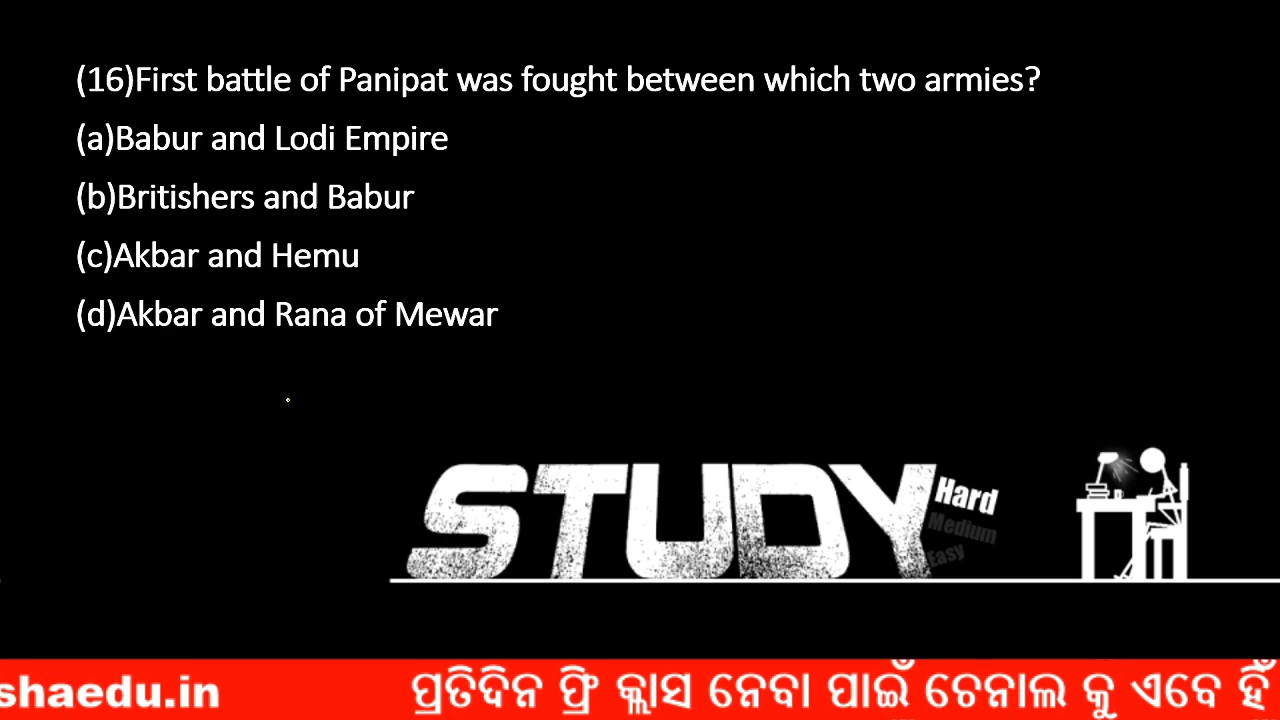 (16)First battle of Panipat was fought between which two armies?
(a)Babur and Lodi Empire
(b)Britishers and Babur
(c)Akbar and Hemu
(d)Akbar and Rana of Mewar
STUDY Hard
Medium
Easy
shaedu.in ପ୍ରତିଦିନ ଫ୍ରି କ୍ଲାସ ନେବା ପାଇଁ ଚେନାଲ କୁ ଏବେ ହିଁ